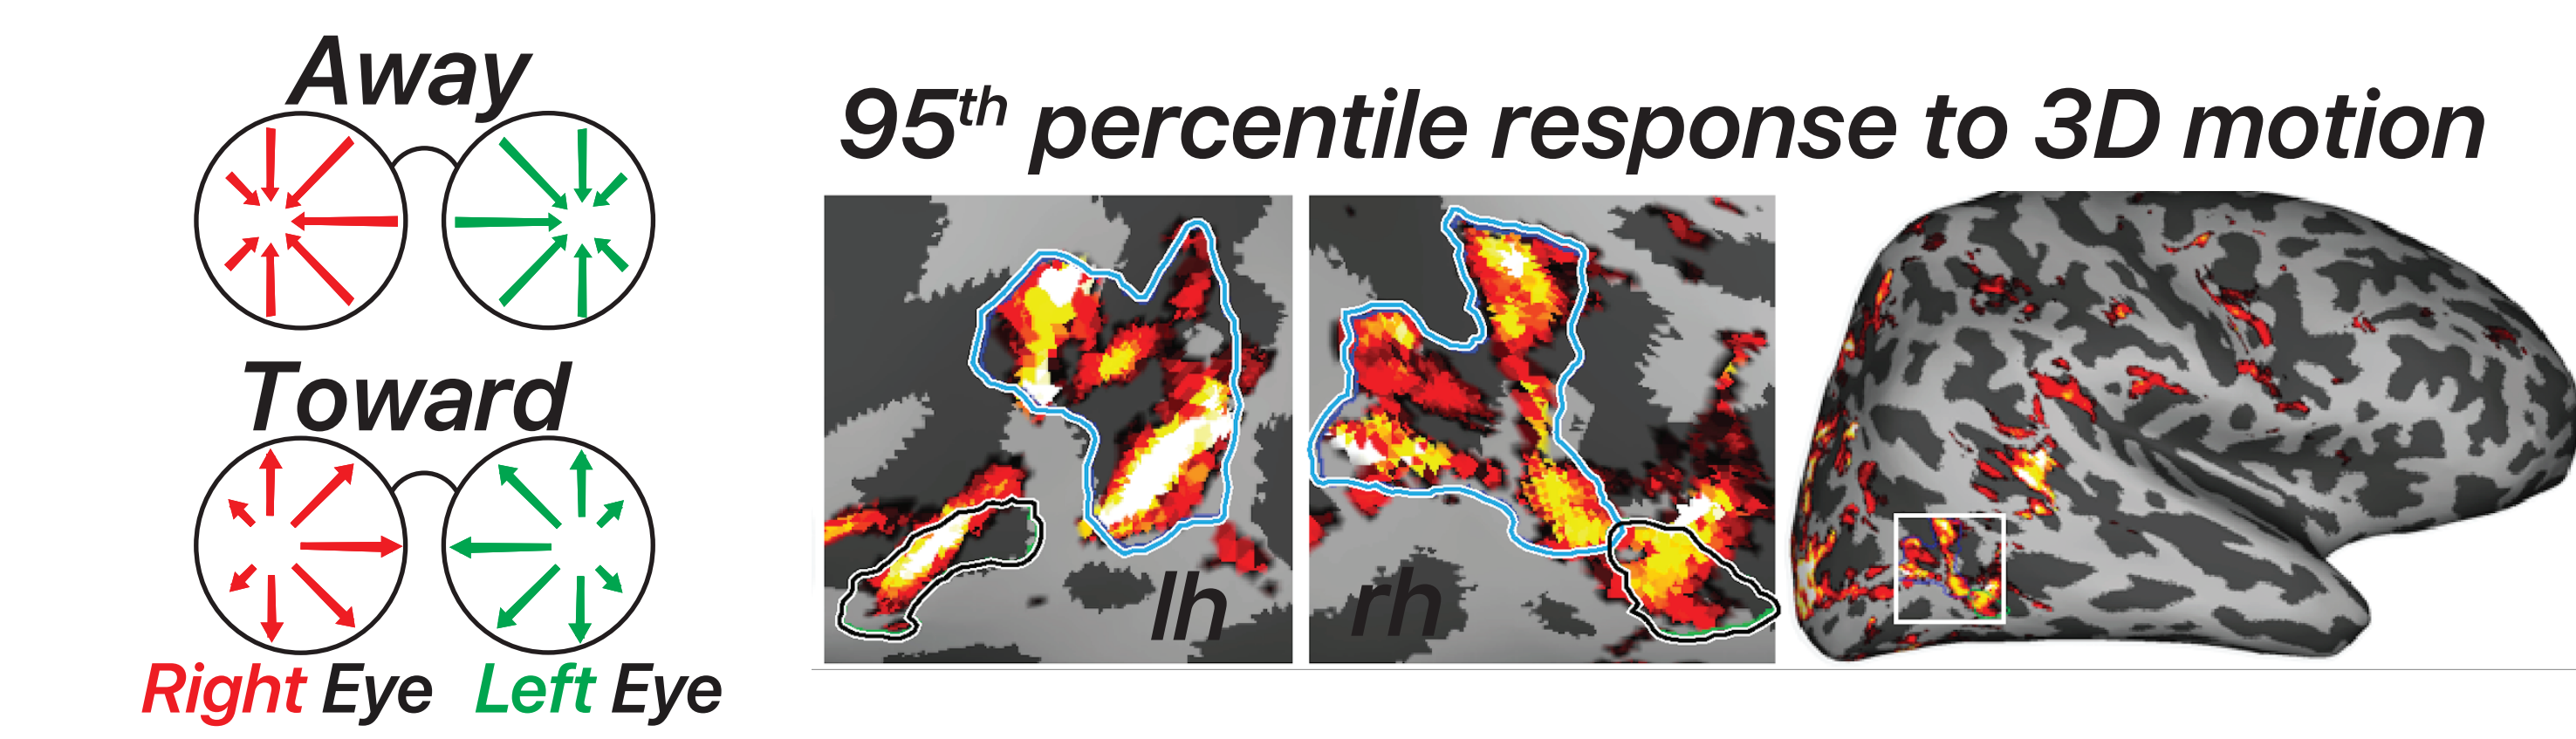 Away
Toward
Right Eye Left Eye
95th percentile response to 3D motion
lh
rh